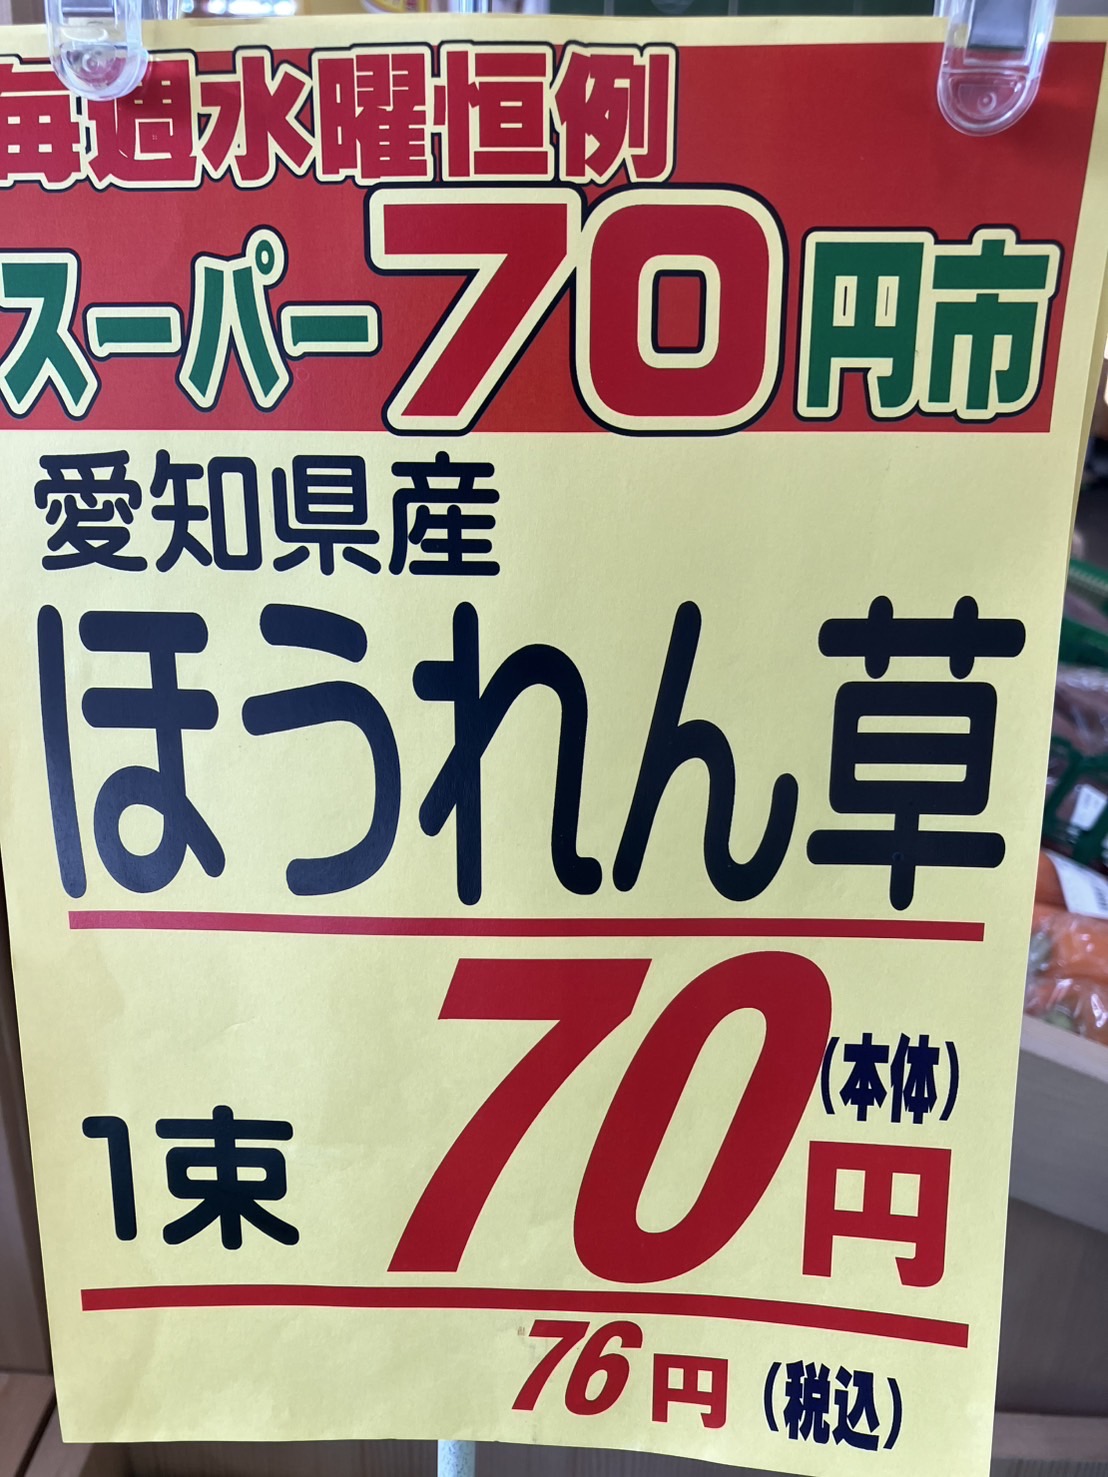 毎週水曜恒例
スーパー70円市
愛知県産
ほうれん草
1束 70円 (本体)
76円 (税込)